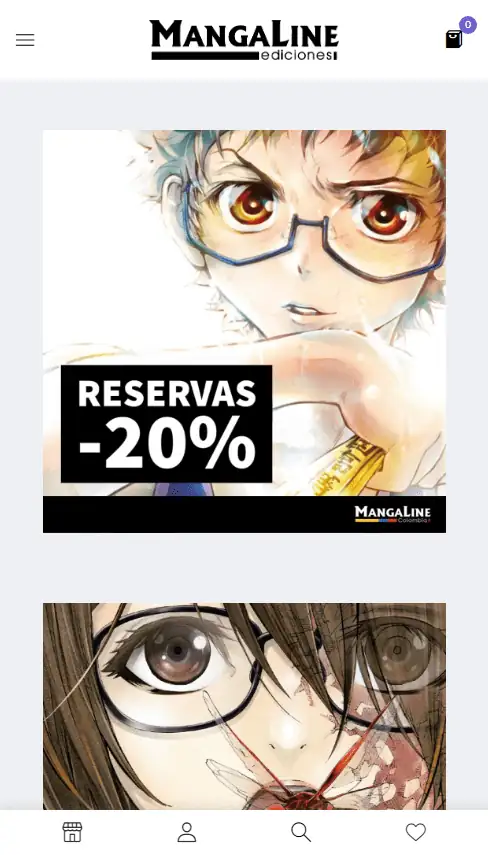 MANGALINE
ediciones
0
RESERVAS
-20%
MANGALINE
Colombia